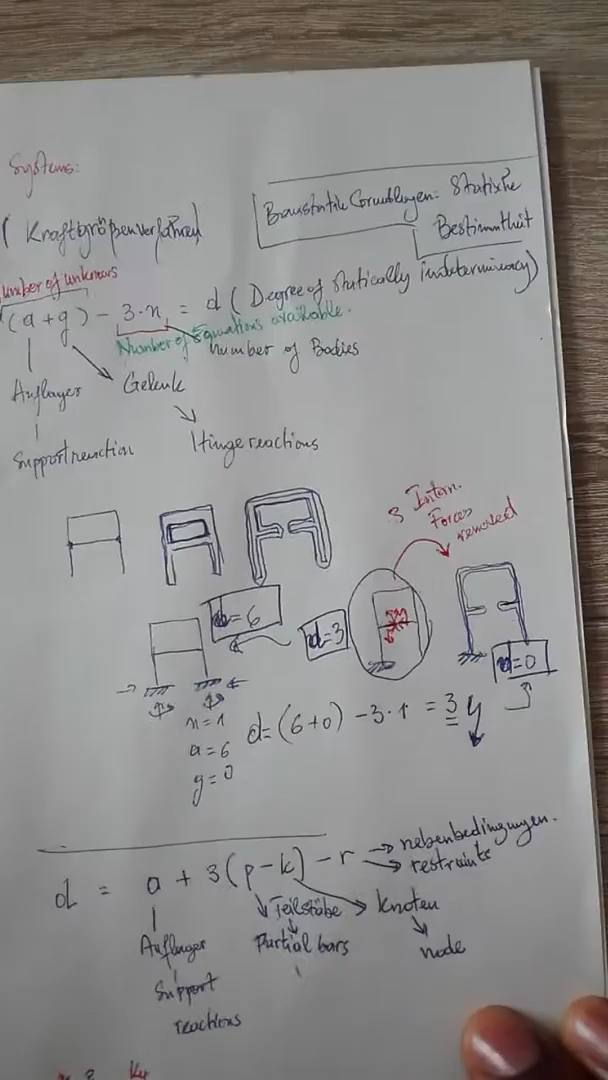 Systems:
(Kraftgrößenverfahren)
Baustatik Grundlagen: Statische
Bestimmtheit
number of unknowns
(a+g) - 3·n = d (Degree of statically indeterminacy)
Number of Equations available.
Number of Bodies
Auflager
Gelenk
Support reaction
Hinge reactions
3 Intern.
Forces
removed
d=6
d=3
d=0
n=1
a=6
g=0
d=(6+0) - 3·1 = 3
d = a + 3(p-k) - r → nebenbedingungen.
→ restraints
Teilstäbe
Knoten
Auflager
Partial bars
node
Support
reactions